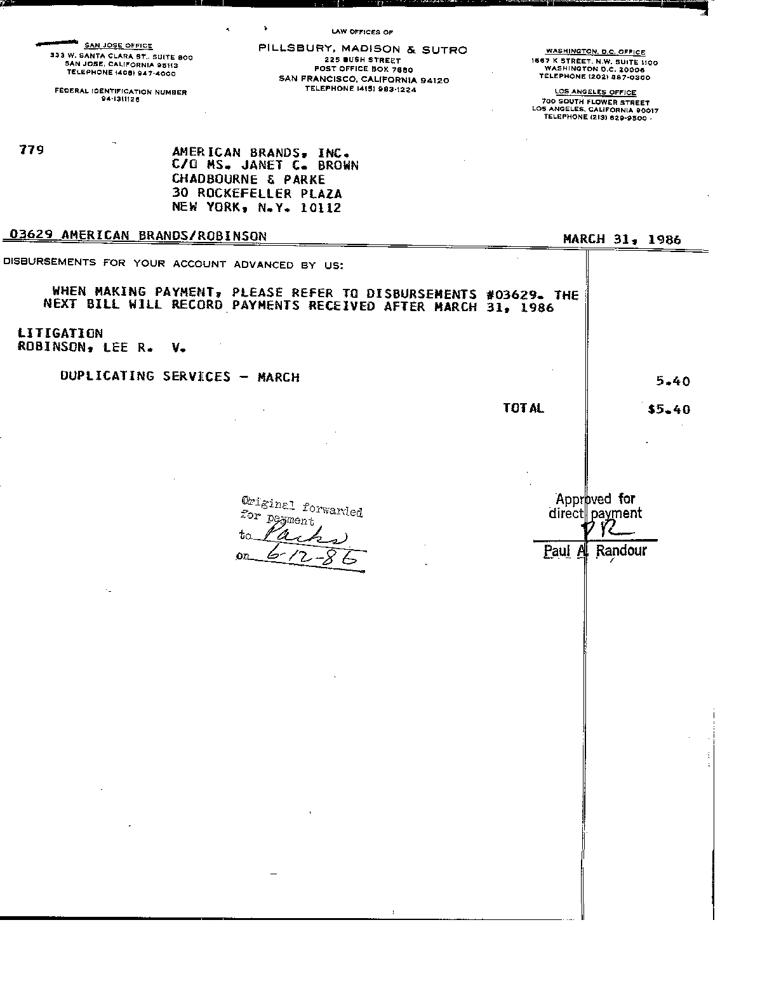 LAW OFFICES OF
PILLSBURY, MADISON & SUTRO
225 BUSH STREET
POST OFFICE BOX 7880
SAN FRANCISCO, CALIFORNIA 94120
TELEPHONE (415) 983-1224
SAN JOSE OFFICE
333 W. SANTA CLARA ST., SUITE 800
SAN JOSE, CALIFORNIA 95113
TELEPHONE (408) 947-4000
FEDERAL IDENTIFICATION NUMBER
94-1311126
WASHINGTON, D.C. OFFICE
1667 K STREET, N.W. SUITE 1100
WASHINGTON D.C. 20006
TELEPHONE (202) 887-0300
LOS ANGELES OFFICE
700 SOUTH FLOWER STREET
LOS ANGELES, CALIFORNIA 90017
TELEPHONE (213) 629-9500
779
AMERICAN BRANDS, INC.
C/O MS. JANET C. BROWN
CHADBOURNE & PARKE
30 ROCKEFELLER PLAZA
NEW YORK, N.Y. 10112
03629 AMERICAN BRANDS/ROBINSON MARCH 31, 1986
DISBURSEMENTS FOR YOUR ACCOUNT ADVANCED BY US:
WHEN MAKING PAYMENT, PLEASE REFER TO DISBURSEMENTS #03629. THE
NEXT BILL WILL RECORD PAYMENTS RECEIVED AFTER MARCH 31, 1986
LITIGATION
ROBINSON, LEE R. V.
DUPLICATING SERVICES - MARCH 5.40
TOTAL $5.40
Original forwarded
for payment
to Parks
on 6-12-86
Approved for
direct payment
PR
Paul A Randour